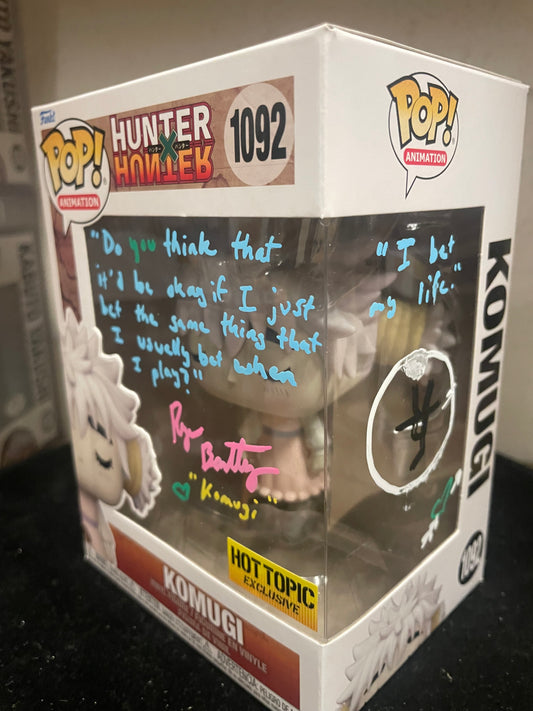 Funko
POP!
ANIMATION
HUNTER
X
HUNTER
1092
POP!
ANIMATION
"Do you think that
it'd be okay if I just
bet the same thing that
I usually bet when
I play?"
"I bet
my life."
Ryan
Bartley
"Komugi"
HOT TOPIC
EXCLUSIVE
KOMUGI
KOMUGI
1092